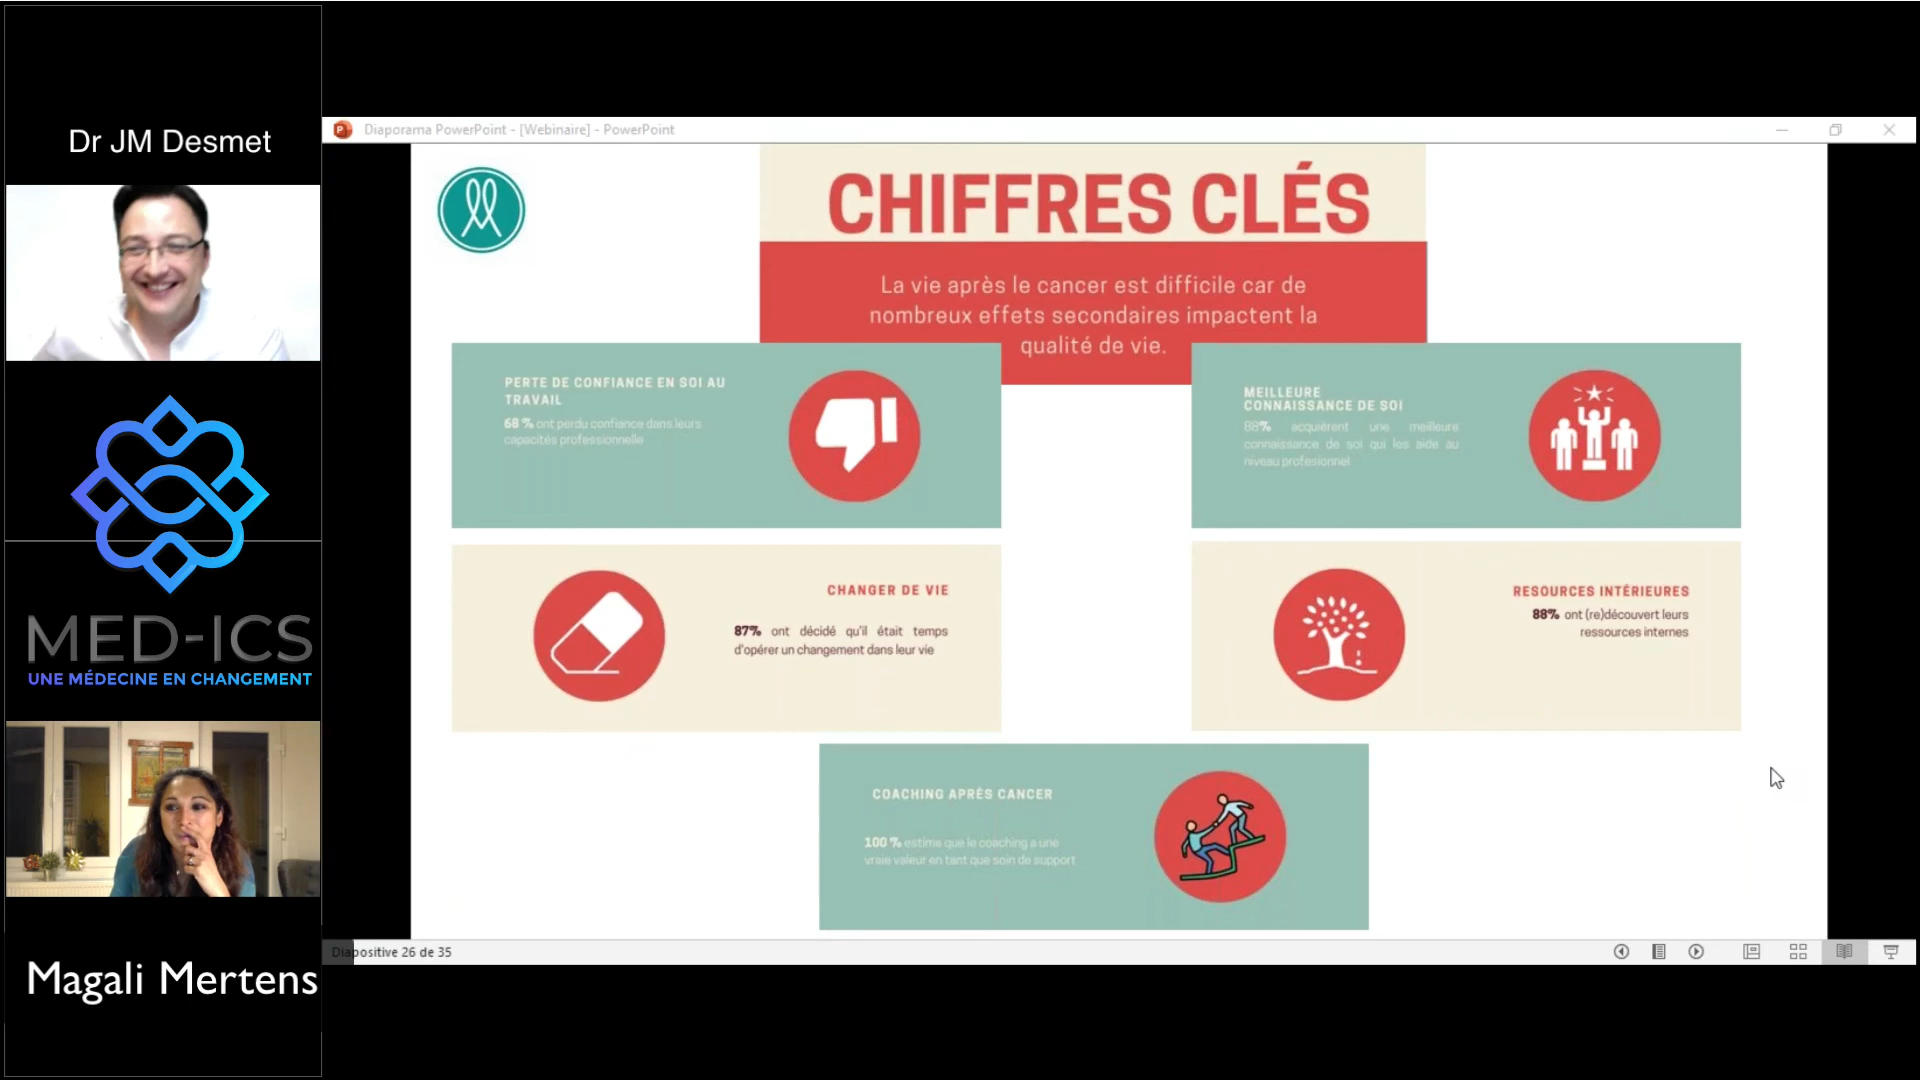 Dr JM Desmet
MED-ICS
UNE MÉDECINE EN CHANGEMENT
Magali Mertens
Diaporama PowerPoint - [Webinaire] - PowerPoint
CHIFFRES CLÉS
La vie après le cancer est difficile car de
nombreux effets secondaires impactent la
qualité de vie.
PERTE DE CONFIANCE EN SOI AU
TRAVAIL
68 % ont perdu confiance dans leurs
capacités professionnelle
MEILLEURE
CONNAISSANCE DE SOI
88% acquièrent une meilleure
connaissance de soi qui les aide au
niveau profesionnel
CHANGER DE VIE
87% ont décidé qu'il était temps
d'opérer un changement dans leur vie
RESOURCES INTÉRIEURES
88% ont (re)découvert leurs
ressources internes
COACHING APRÉS CANCER
100 % estime que le coaching a une
vraie valeur en tant que soin de support
Diapositive 26 de 35